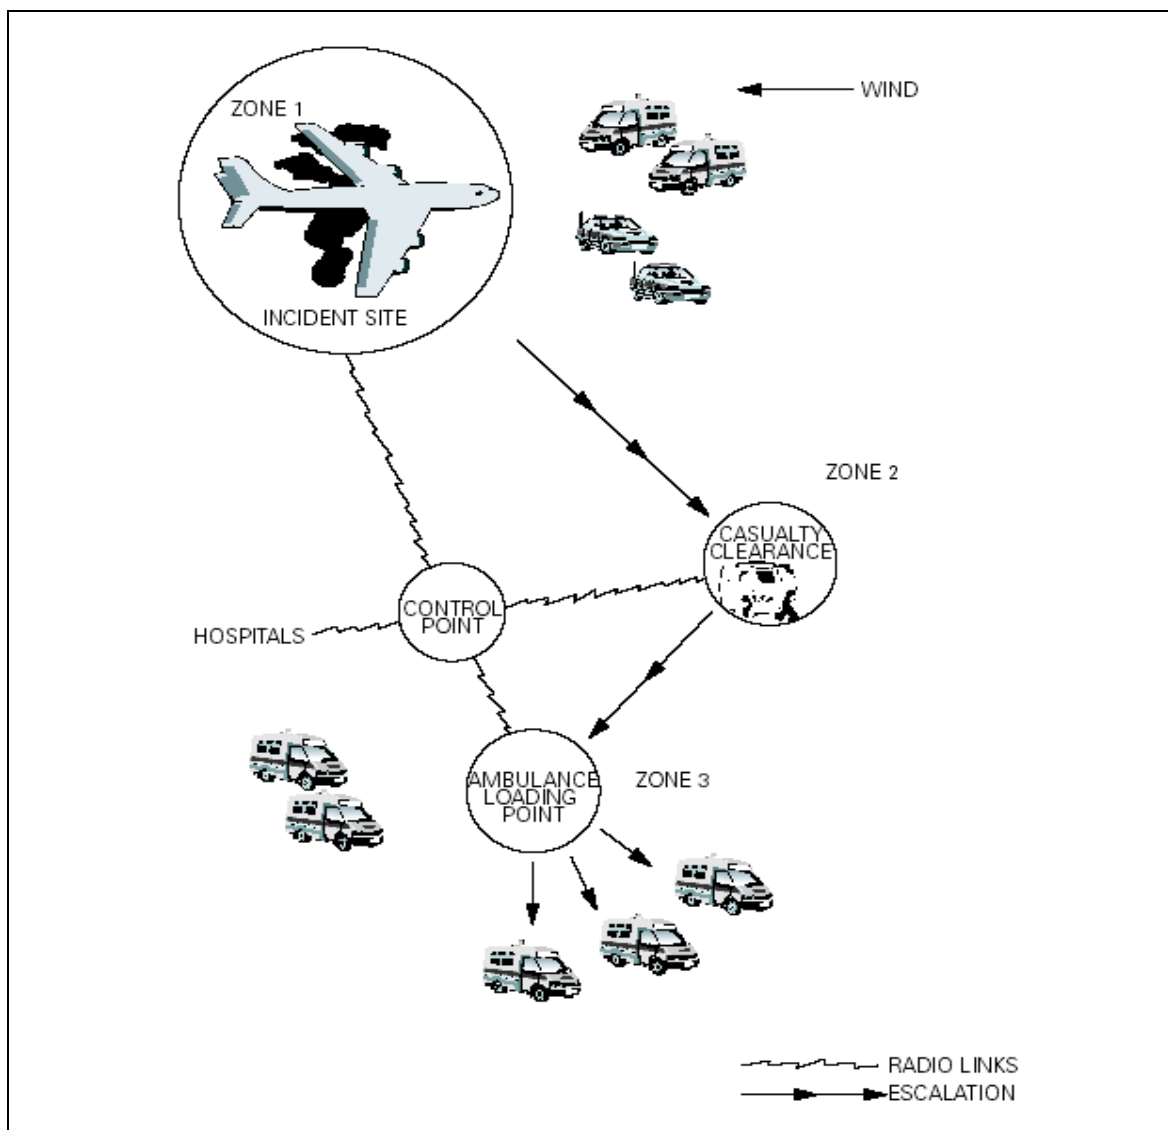 ZONE 1
WIND
INCIDENT SITE
ZONE 2
CASUALTY
CLEARANCE
CONTROL
POINT
HOSPITALS
AMBULANCE
LOADING
POINT
ZONE 3
RADIO LINKS
ESCALATION